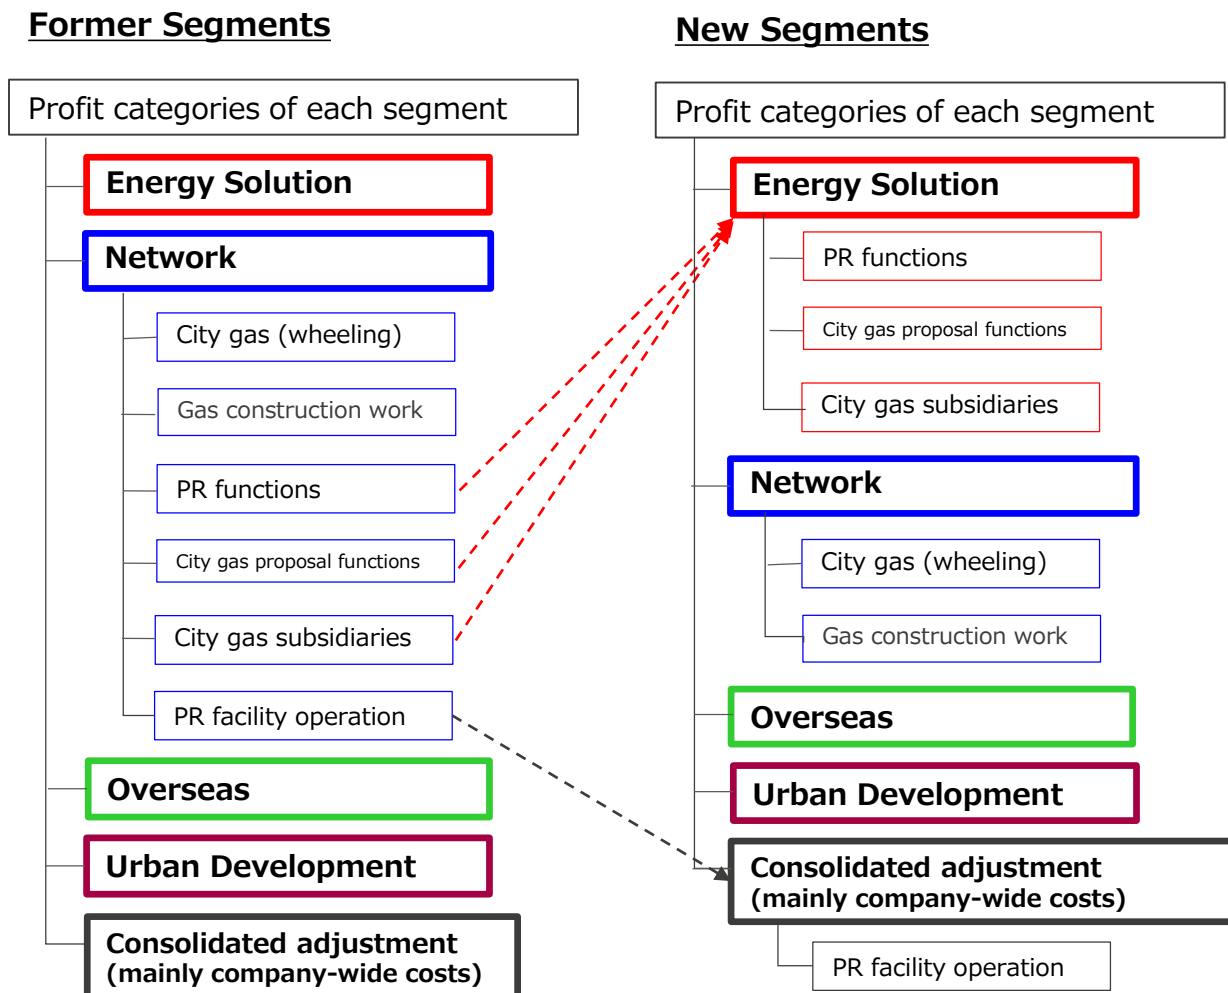 Former Segments
Profit categories of each segment
Energy Solution
Network
City gas (wheeling)
Gas construction work
PR functions
City gas proposal functions
City gas subsidiaries
PR facility operation
Overseas
Urban Development
Consolidated adjustment
(mainly company-wide costs)
New Segments
Profit categories of each segment
Energy Solution
PR functions
City gas proposal functions
City gas subsidiaries
Network
City gas (wheeling)
Gas construction work
Overseas
Urban Development
Consolidated adjustment
(mainly company-wide costs)
PR facility operation